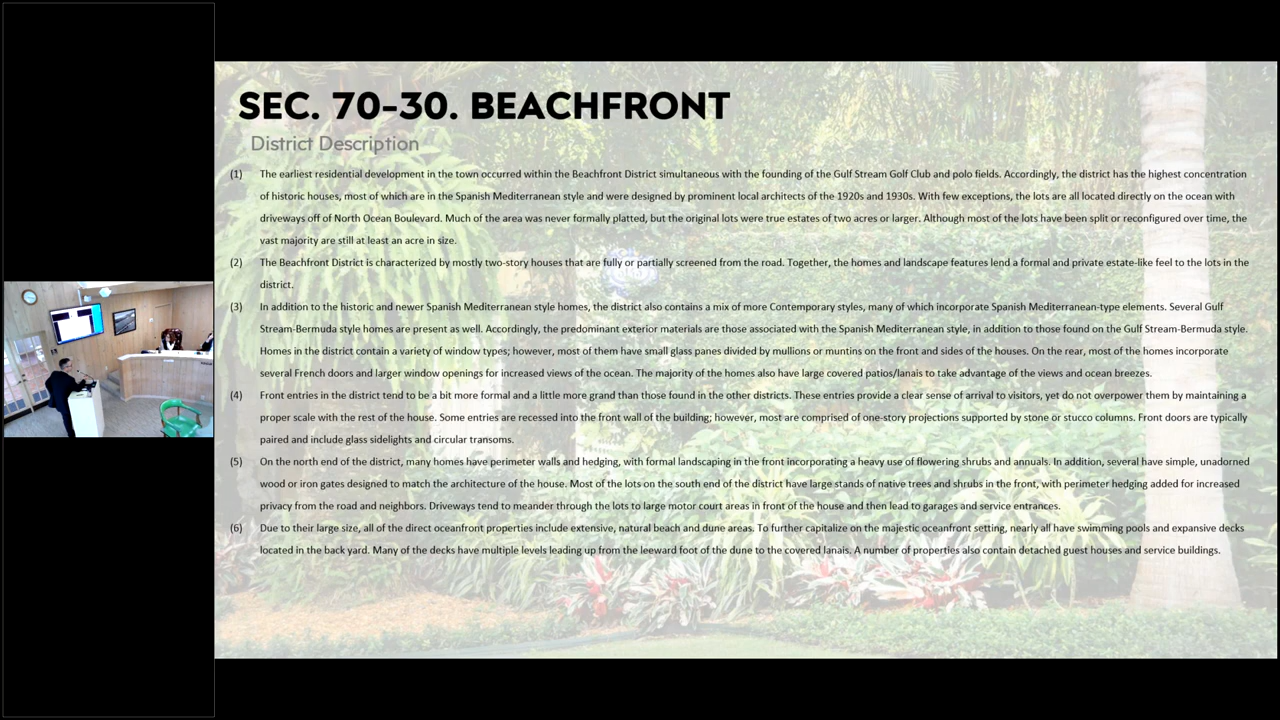 SEC. 70-30. BEACHFRONT
District Description
(1) The earliest residential development in the town occurred within the Beachfront District simultaneous with the founding of the Gulf Stream Golf Club and polo fields. Accordingly, the district has the highest concentration
of historic houses, most of which are in the Spanish Mediterranean style and were designed by prominent local architects of the 1920s and 1930s. With few exceptions, the lots are all located directly on the ocean with
driveways off of North Ocean Boulevard. Much of the area was never formally platted, but the original lots were true estates of two acres or larger. Although most of the lots have been split or reconfigured over time, the
vast majority are still at least an acre in size.
(2) The Beachfront District is characterized by mostly two-story houses that are fully or partially screened from the road. Together, the homes and landscape features lend a formal and private estate-like feel to the lots in the
district.
(3) In addition to the historic and newer Spanish Mediterranean style homes, the district also contains a mix of more Contemporary styles, many of which incorporate Spanish Mediterranean-type elements. Several Gulf
Stream-Bermuda style homes are present as well. Accordingly, the predominant exterior materials are those associated with the Spanish Mediterranean style, in addition to those found on the Gulf Stream-Bermuda style.
Homes in the district contain a variety of window types; however, most of them have small glass panes divided by mullions or muntins on the front and sides of the houses. On the rear, most of the homes incorporate
several French doors and larger window openings for increased views of the ocean. The majority of the homes also have large covered patios/lanais to take advantage of the views and ocean breezes.
(4) Front entries in the district tend to be a bit more formal and a little more grand than those found in the other districts. These entries provide a clear sense of arrival to visitors, yet do not overpower them by maintaining a
proper scale with the rest of the house. Some entries are recessed into the front wall of the building; however, most are comprised of one-story projections supported by stone or stucco columns. Front doors are typically
paired and include glass sidelights and circular transoms.
(5) On the north end of the district, many homes have perimeter walls and hedging, with formal landscaping in the front incorporating a heavy use of flowering shrubs and annuals. In addition, several have simple, unadorned
wood or iron gates designed to match the architecture of the house. Most of the lots on the south end of the district have large stands of native trees and shrubs in the front, with perimeter hedging added for increased
privacy from the road and neighbors. Driveways tend to meander through the lots to large motor court areas in front of the house and then lead to garages and service entrances.
(6) Due to their large size, all of the direct oceanfront properties include extensive, natural beach and dune areas. To further capitalize on the majestic oceanfront setting, nearly all have swimming pools and expansive decks
located in the back yard. Many of the decks have multiple levels leading up from the leeward foot of the dune to the covered lanais. A number of properties also contain detached guest houses and service buildings.